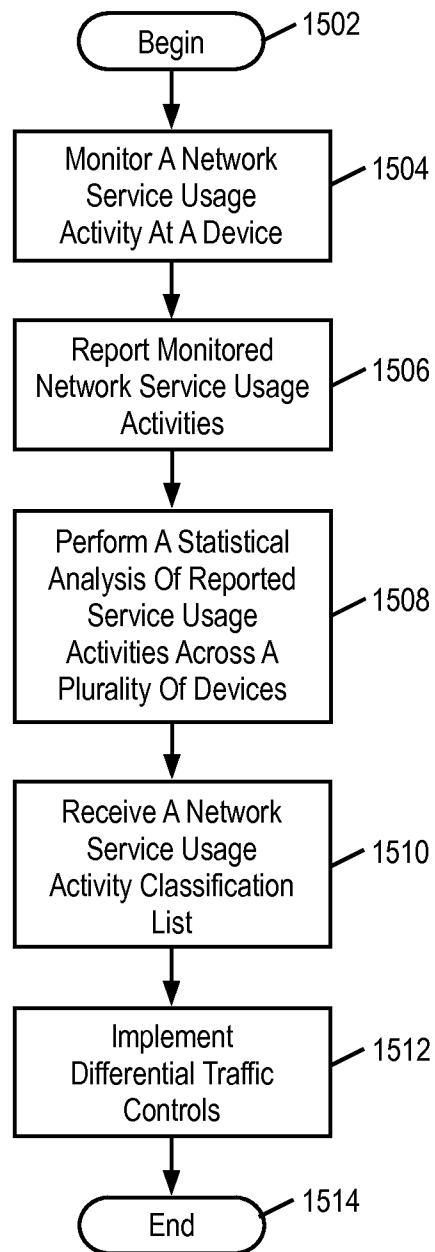 Begin
1502
Monitor A Network
Service Usage
Activity At A Device
1504
Report Monitored
Network Service Usage
Activities
1506
Perform A Statistical
Analysis Of Reported
Service Usage
Activities Across A
Plurality Of Devices
1508
Receive A Network
Service Usage
Activity Classification
List
1510
Implement
Differential Traffic
Controls
1512
End
1514